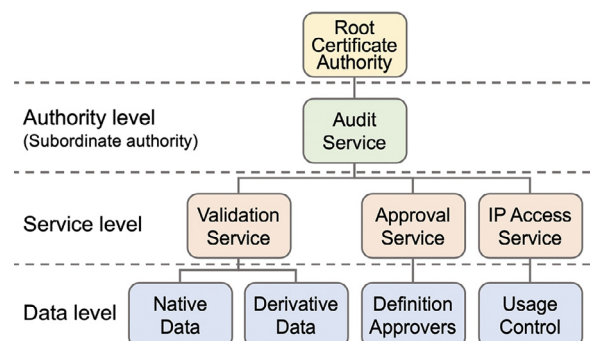 Root
Certificate
Authority
Authority level
(Subordinate authority)
Audit
Service
Service level
Validation
Service
Approval
Service
IP Access
Service
Data level
Native
Data
Derivative
Data
Definition
Approvers
Usage
Control